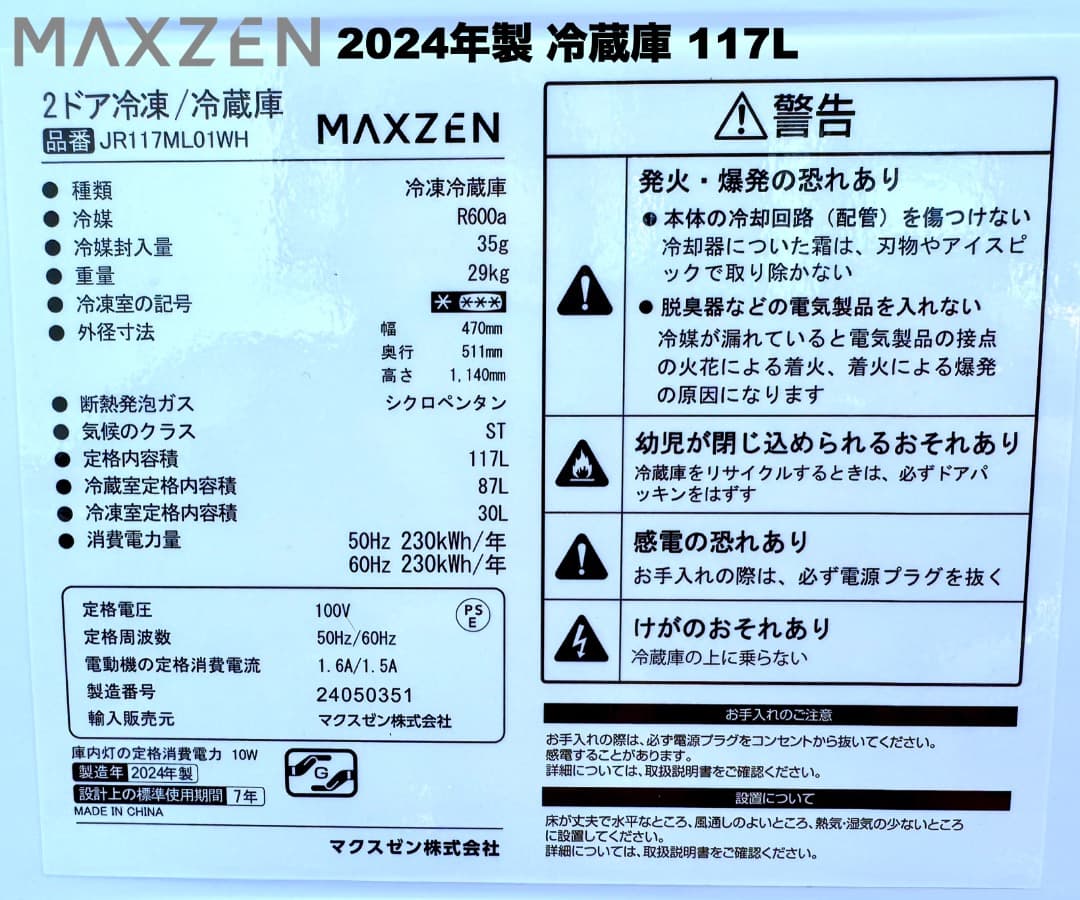 MAXZEN 2024年製 冷蔵庫 117L
2ドア冷凍/冷蔵庫
品番 JR117ML01WH
MAXZEN
● 種類 冷凍冷蔵庫
● 冷媒 R600a
● 冷媒封入量 35g
● 重量 29kg
● 冷凍室の記号 * ***
● 外径寸法 幅 470mm
奥行 511mm
高さ 1,140mm
● 断熱発泡ガス シクロペンタン
● 気候のクラス ST
● 定格内容積 117L
● 冷蔵室定格内容積 87L
● 冷凍室定格内容積 30L
● 消費電力量 50Hz 230kWh/年
60Hz 230kWh/年
定格電圧 100V
PSE
定格周波数 50Hz/60Hz
電動機の定格消費電流 1.6A/1.5A
製造番号 24050351
輸入販売元 マクスゼン株式会社
庫内灯の定格消費電力 10W
製造年 2024年製
設計上の標準使用期間 7年
MADE IN CHINA
G
マクスゼン株式会社
警告
発火・爆発の恐れあり
● 本体の冷却回路（配管）を傷つけない
冷却器についた霜は、刃物やアイスピ
ックで取り除かない
● 脱臭器などの電気製品を入れない
冷媒が漏れていると電気製品の接点
の火花による着火、着火による爆発
の原因になります
幼児が閉じ込められるおそれあり
冷蔵庫をリサイクルするときは、必ずドアパ
ッキンをはずす
感電の恐れあり
お手入れの際は、必ず電源プラグを抜く
けがのおそれあり
冷蔵庫の上に乗らない
お手入れのご注意
お手入れの際は、必ず電源プラグをコンセントから抜いてください。
感電することがあります。
詳細については、取扱説明書をご確認ください。
設置について
床が丈夫で水平なところ、風通しのよいところ、熱気・湿気の少ないところ
に設置してください。
詳細については、取扱説明書をご確認ください。